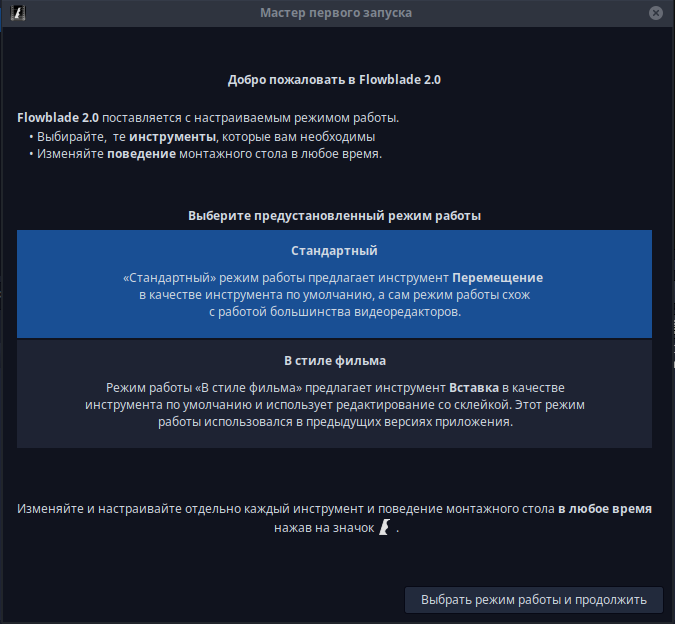 Мастер первого запуска
Добро пожаловать в Flowblade 2.0
Flowblade 2.0 поставляется с настраиваемым режимом работы.
• Выбирайте, те инструменты, которые вам необходимы
• Изменяйте поведение монтажного стола в любое время.
Выберите предустановленный режим работы
Стандартный
«Стандартный» режим работы предлагает инструмент Перемещение
в качестве инструмента по умолчанию, а сам режим работы схож
с работой большинства видеоредакторов.
В стиле фильма
Режим работы «В стиле фильма» предлагает инструмент Вставка в качестве
инструмента по умолчанию и использует редактирование со склейкой. Этот режим
работы использовался в предыдущих версиях приложения.
Изменяйте и настраивайте отдельно каждый инструмент и поведение монтажного стола в любое время
нажав на значок .
Выбрать режим работы и продолжить